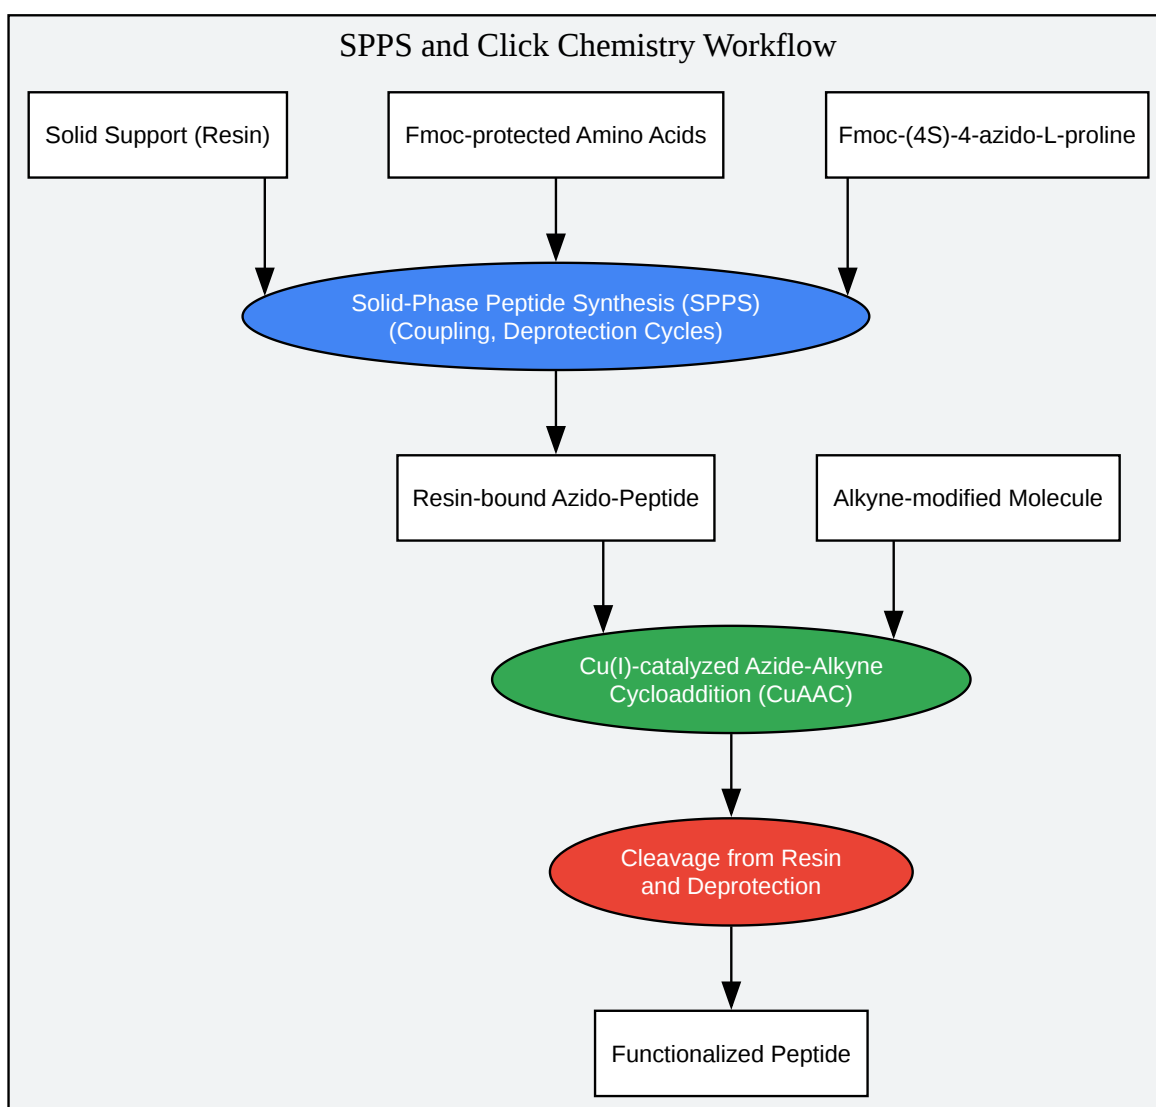 SPPS and Click Chemistry Workflow
Solid Support (Resin)
Fmoc-protected Amino Acids
Fmoc-(4S)-4-azido-L-proline
Solid-Phase Peptide Synthesis (SPPS)
(Coupling, Deprotection Cycles)
Resin-bound Azido-Peptide
Alkyne-modified Molecule
Cu(I)-catalyzed Azide-Alkyne
Cycloaddition (CuAAC)
Cleavage from Resin
and Deprotection
Functionalized Peptide